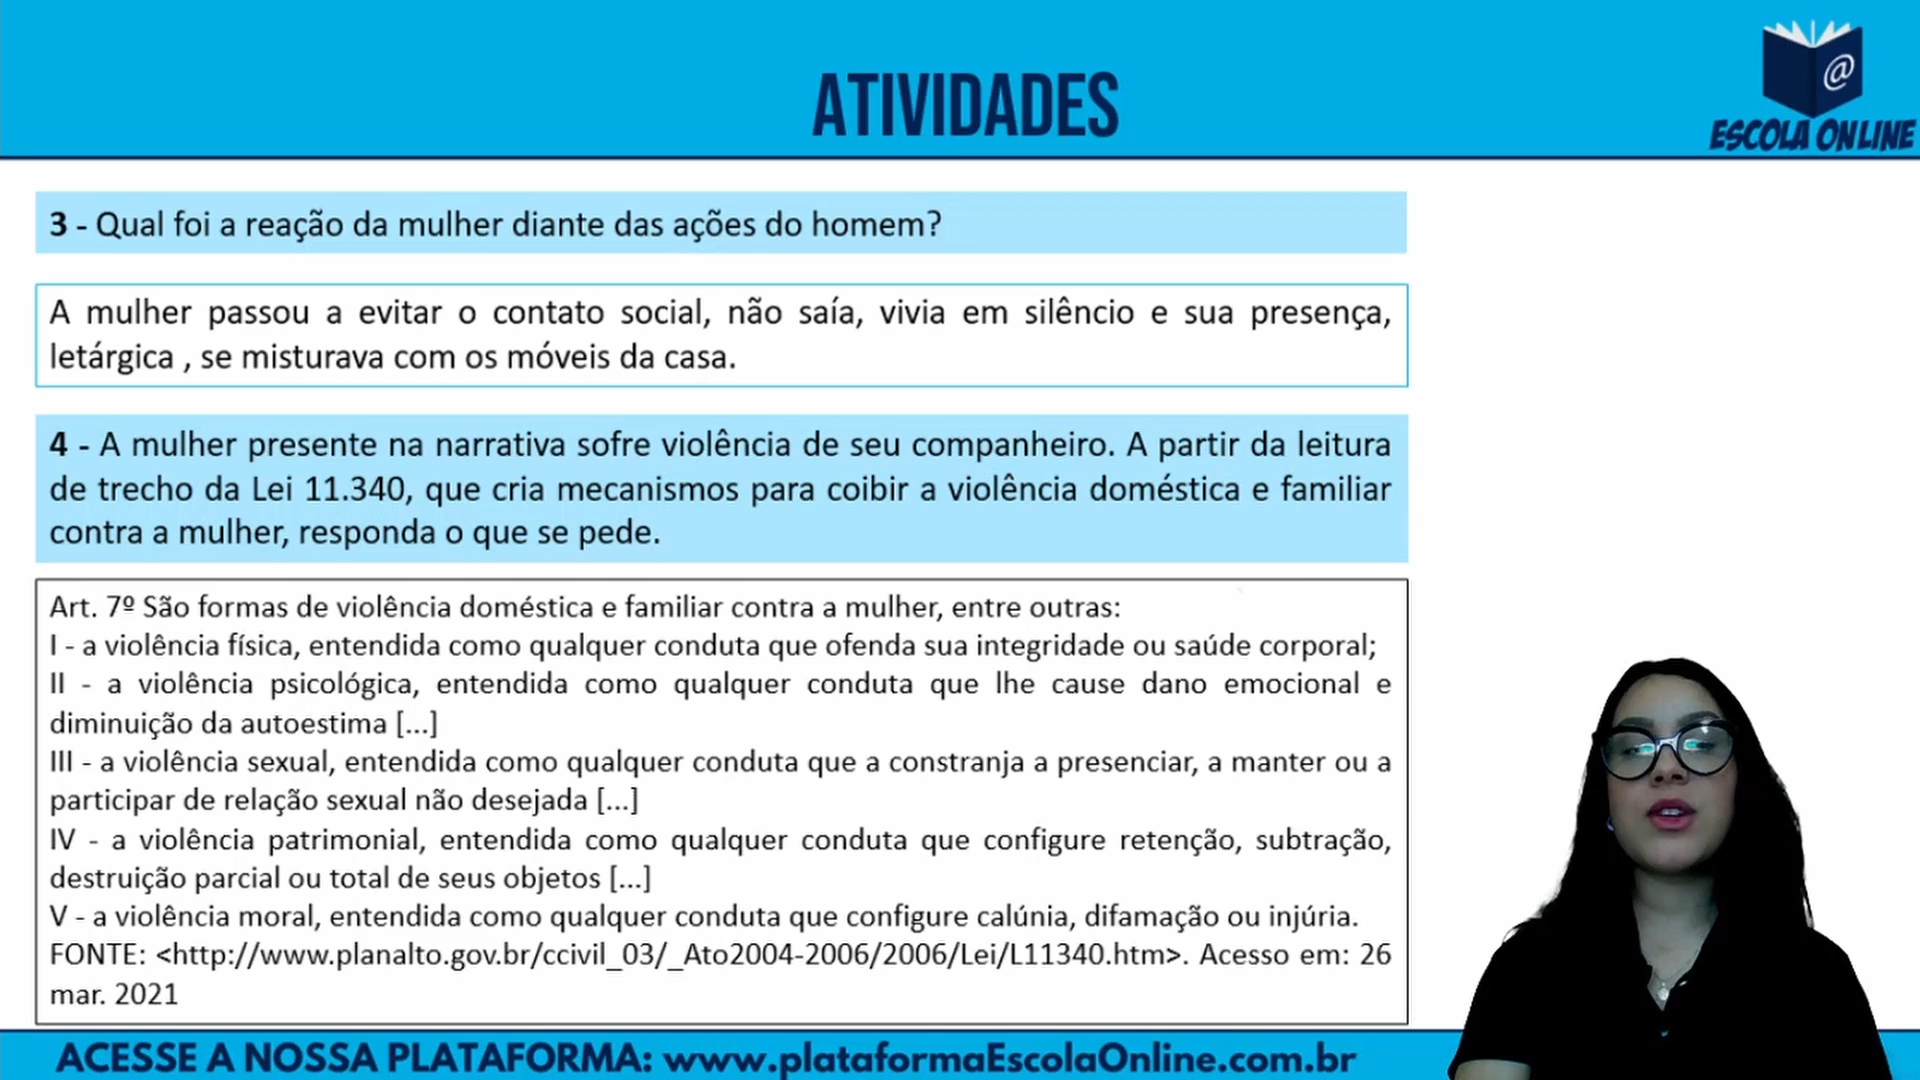 ATIVIDADES
@
ESCOLA ONLINE
3 - Qual foi a reação da mulher diante das ações do homem?
A mulher passou a evitar o contato social, não saía, vivia em silêncio e sua presença,
letárgica , se misturava com os móveis da casa.
4 - A mulher presente na narrativa sofre violência de seu companheiro. A partir da leitura
de trecho da Lei 11.340, que cria mecanismos para coibir a violência doméstica e familiar
contra a mulher, responda o que se pede.
Art. 7º São formas de violência doméstica e familiar contra a mulher, entre outras:
I - a violência física, entendida como qualquer conduta que ofenda sua integridade ou saúde corporal;
II - a violência psicológica, entendida como qualquer conduta que lhe cause dano emocional e
diminuição da autoestima [...]
III - a violência sexual, entendida como qualquer conduta que a constranja a presenciar, a manter ou a
participar de relação sexual não desejada [...]
IV - a violência patrimonial, entendida como qualquer conduta que configure retenção, subtração,
destruição parcial ou total de seus objetos [...]
V - a violência moral, entendida como qualquer conduta que configure calúnia, difamação ou injúria.
FONTE: <http://www.planalto.gov.br/ccivil_03/_Ato2004-2006/2006/Lei/L11340.htm>. Acesso em: 26
mar. 2021
ACESSE A NOSSA PLATAFORMA: www.plataformaEscolaOnline.com.br